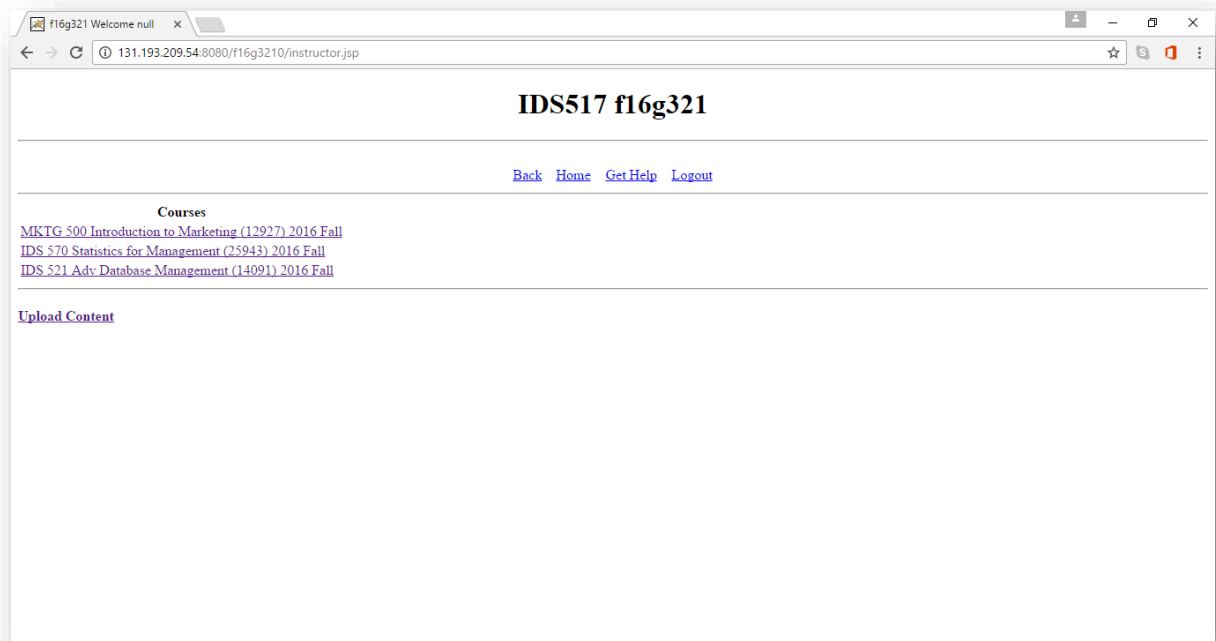 f16g321 Welcome null
131.193.209.54:8080/f16g3210/instructor.jsp
IDS517 f16g321
Back Home Get Help Logout
Courses
MKTG 500 Introduction to Marketing (12927) 2016 Fall
IDS 570 Statistics for Management (25943) 2016 Fall
IDS 521 Adv Database Management (14091) 2016 Fall
Upload Content